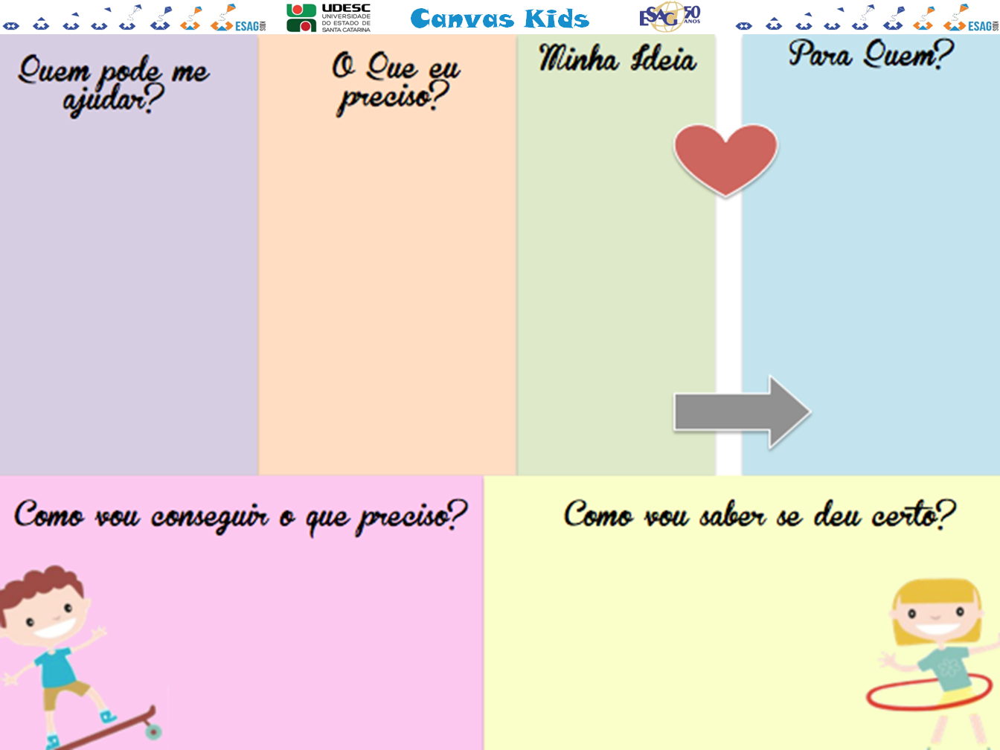 ESAG
UDESC
UNIVERSIDADE
DO ESTADO DE
SANTA CATARINA
Canvas Kids
ESAG 50
ANOS
ESAG
Quem pode me
ajudar?
O Que eu
preciso?
Minha Ideia
Para Quem?
Como vou conseguir o que preciso?
Como vou saber se deu certo?